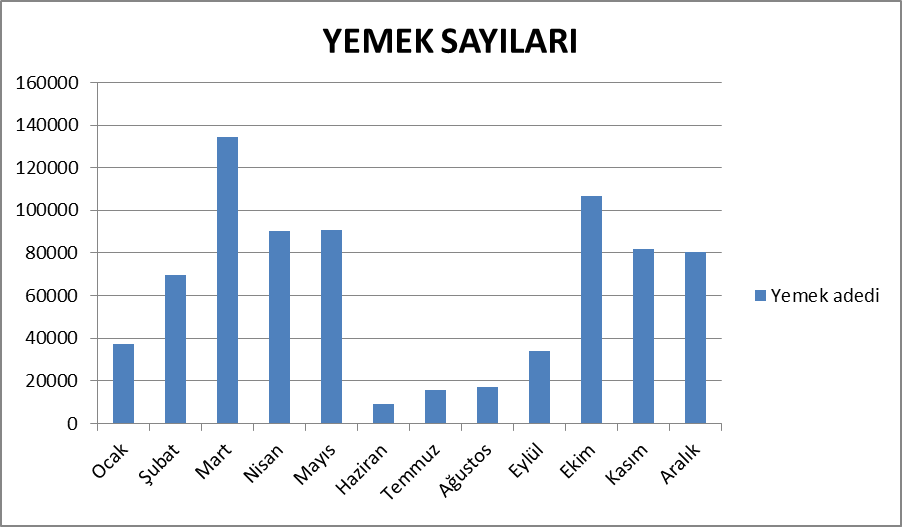 YEMEK SAYILARI
160000
140000
120000
100000
80000
60000
40000
20000
0
Ocak
Şubat
Mart
Nisan
Mayıs
Haziran
Temmuz
Ağustos
Eylül
Ekim
Kasım
Aralık
Yemek adedi